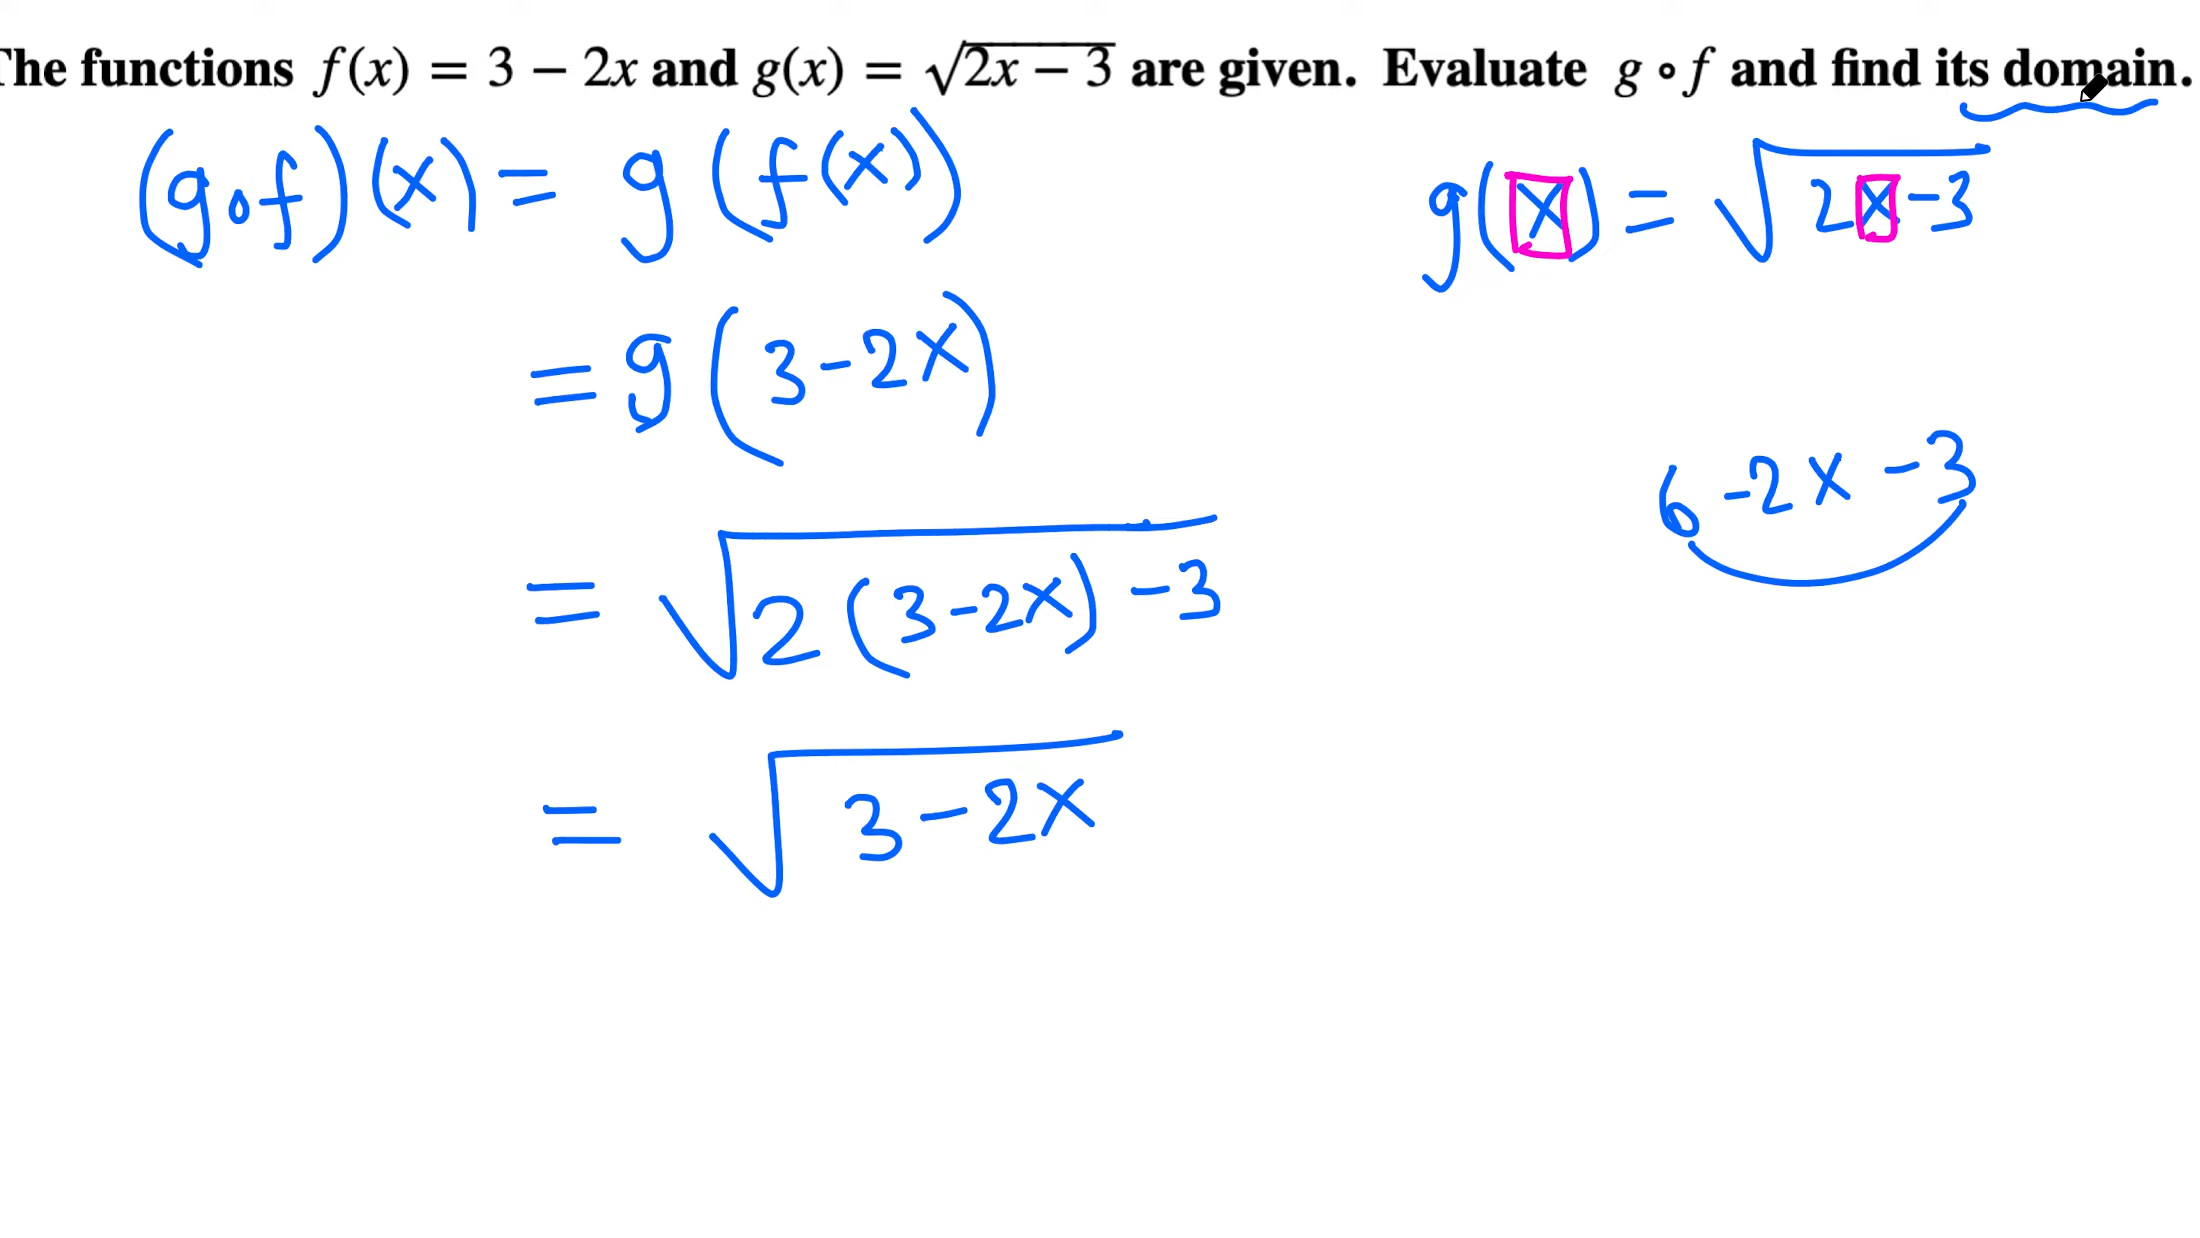 The functions f(x) = 3 − 2x and g(x) = √(2x − 3) are given. Evaluate g ∘ f and find its domain.
(g∘f)(x) = g(f(x))
g(x) = √(2x-3)
= g(3-2x)
6-2x-3
= √(2(3-2x)-3)
= √(3-2x)